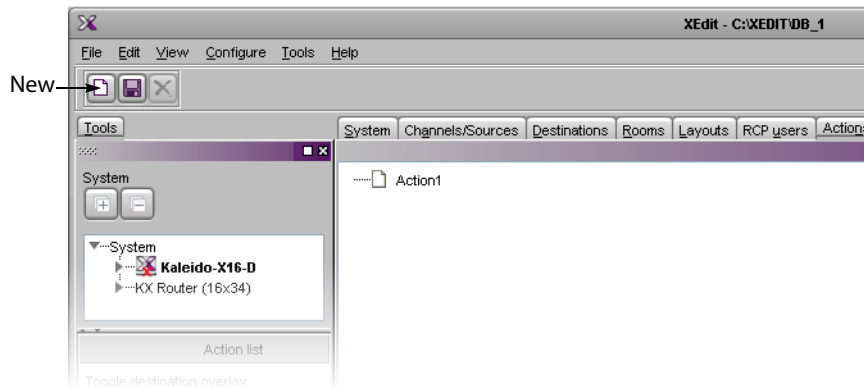 XEdit - C:\XEDIT\DB_1
File Edit View Configure Tools Help
New
Tools
System Channels/Sources Destinations Rooms Layouts RCP users Actions
System
Action1
System
Kaleido-X16-D
KX Router (16x34)
Action list
Toggle destination overlay